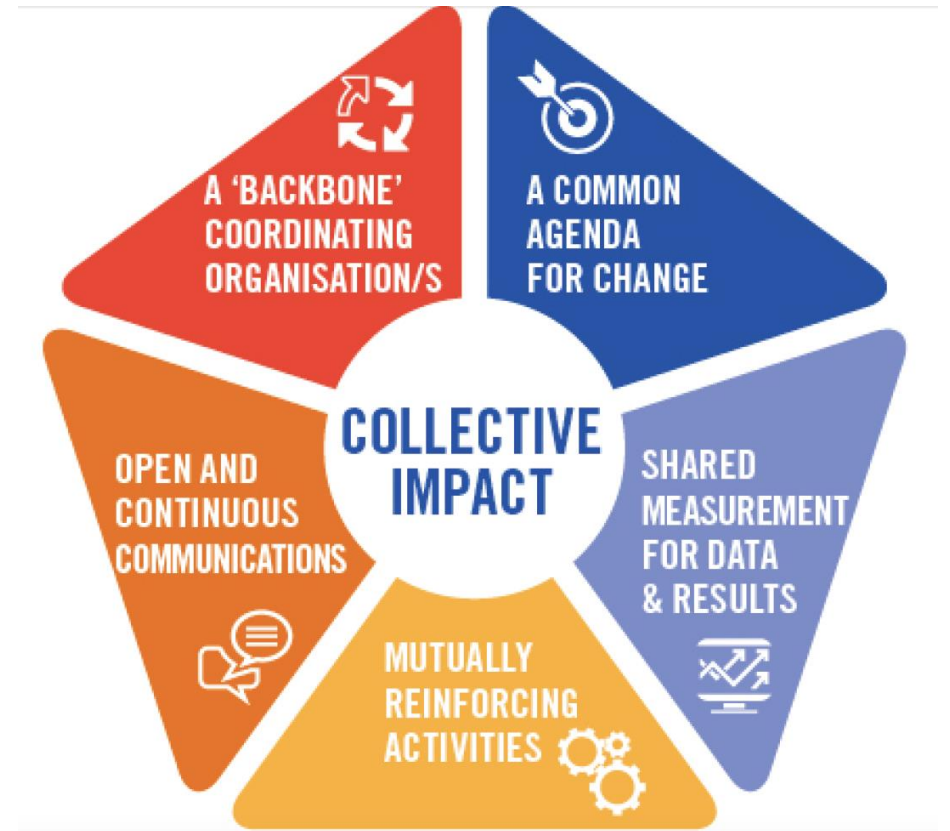 A ‘BACKBONE’
COORDINATING
ORGANISATION/S
A COMMON
AGENDA
FOR CHANGE
COLLECTIVE
IMPACT
OPEN AND
CONTINUOUS
COMMUNICATIONS
SHARED
MEASUREMENT
FOR DATA
& RESULTS
MUTUALLY
REINFORCING
ACTIVITIES